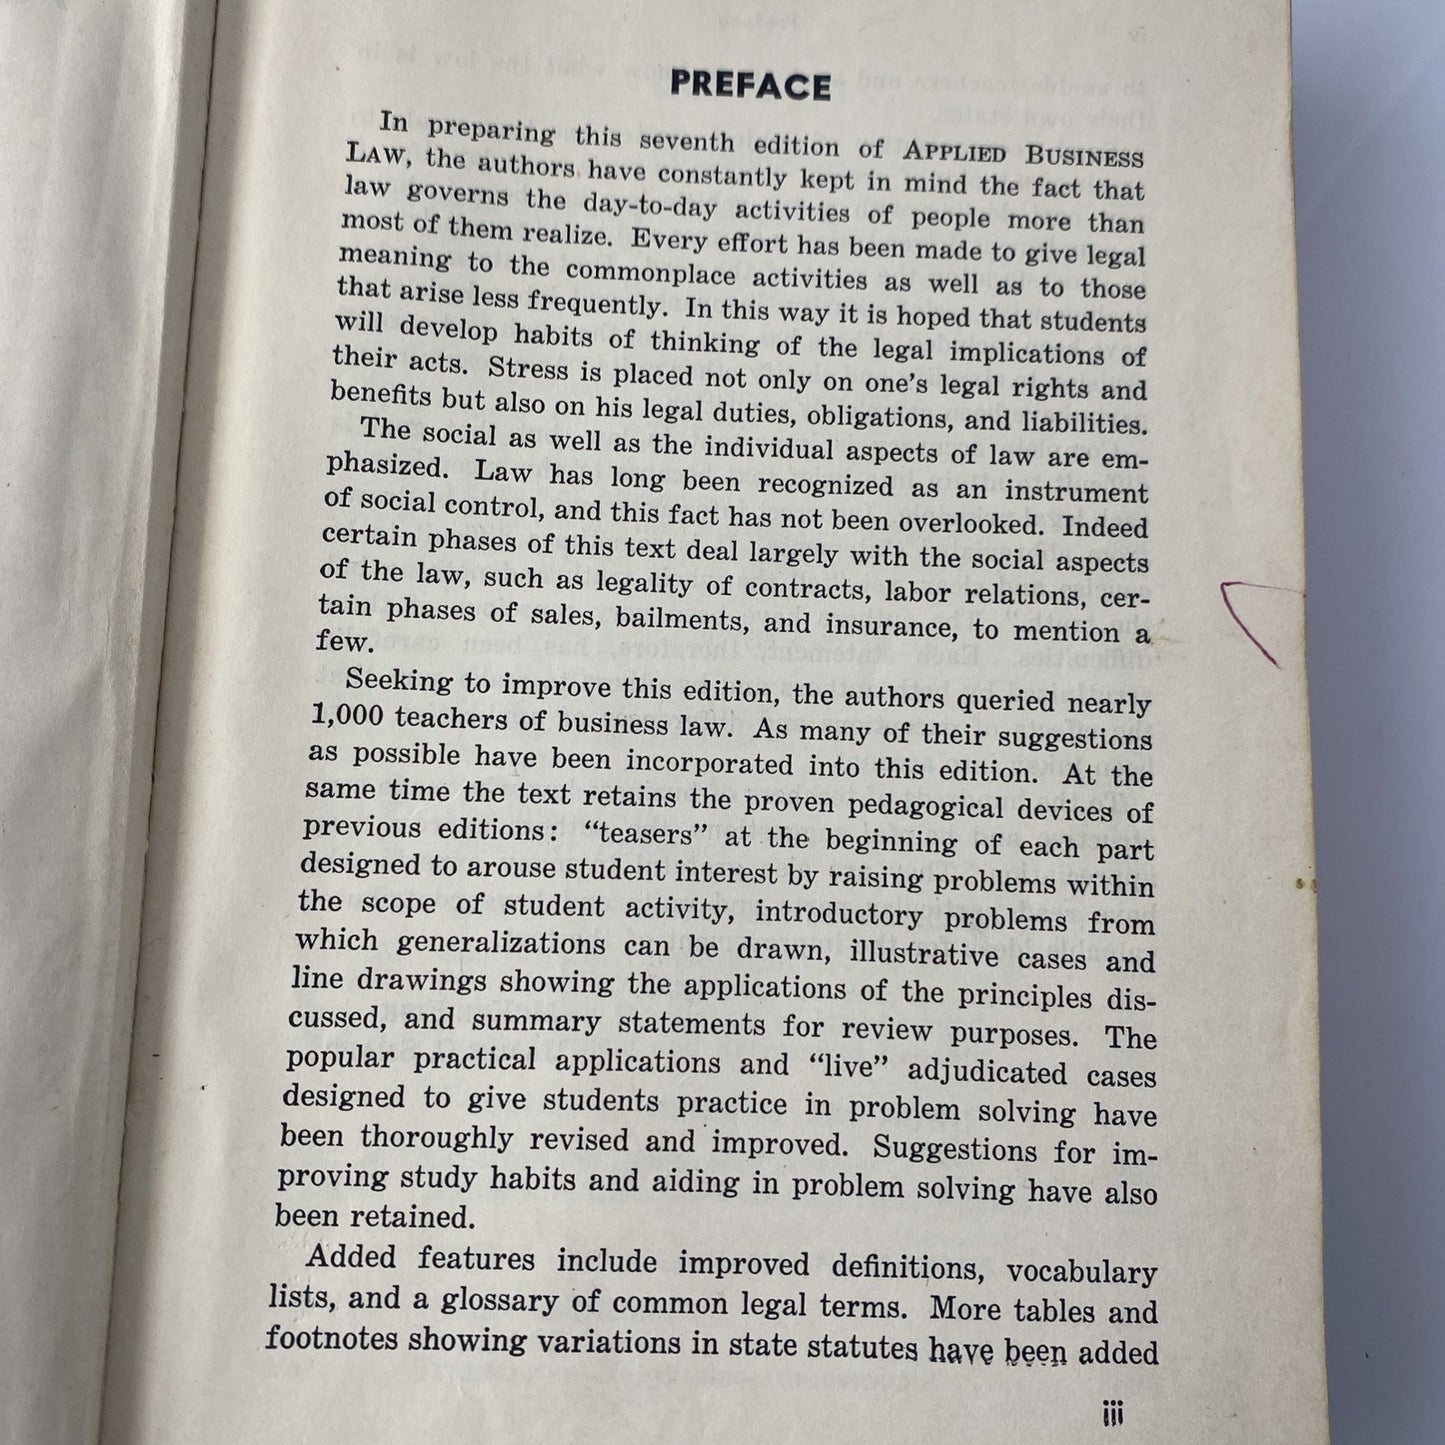 PREFACE
In preparing this seventh edition of APPLIED BUSINESS
LAW, the authors have constantly kept in mind the fact that
law governs the day-to-day activities of people more than
most of them realize. Every effort has been made to give legal
meaning to the commonplace activities as well as to those
that arise less frequently. In this way it is hoped that students
will develop habits of thinking of the legal implications of
their acts. Stress is placed not only on one's legal rights and
benefits but also on his legal duties, obligations, and liabilities.
The social as well as the individual aspects of law are em-
phasized. Law has long been recognized as an instrument
of social control, and this fact has not been overlooked. Indeed
certain phases of this text deal largely with the social aspects
of the law, such as legality of contracts, labor relations, cer-
tain phases of sales, bailments, and insurance, to mention a
few.
Seeking to improve this edition, the authors queried nearly
1,000 teachers of business law. As many of their suggestions
as possible have been incorporated into this edition. At the
same time the text retains the proven pedagogical devices of
previous editions: "teasers" at the beginning of each part
designed to arouse student interest by raising problems within
the scope of student activity, introductory problems from
which generalizations can be drawn, illustrative cases and
line drawings showing the applications of the principles dis-
cussed, and summary statements for review purposes. The
popular practical applications and "live" adjudicated cases
designed to give students practice in problem solving have
been thoroughly revised and improved. Suggestions for im-
proving study habits and aiding in problem solving have also
been retained.
Added features include improved definitions, vocabulary
lists, and a glossary of common legal terms. More tables and
footnotes showing variations in state statutes have been added
iii